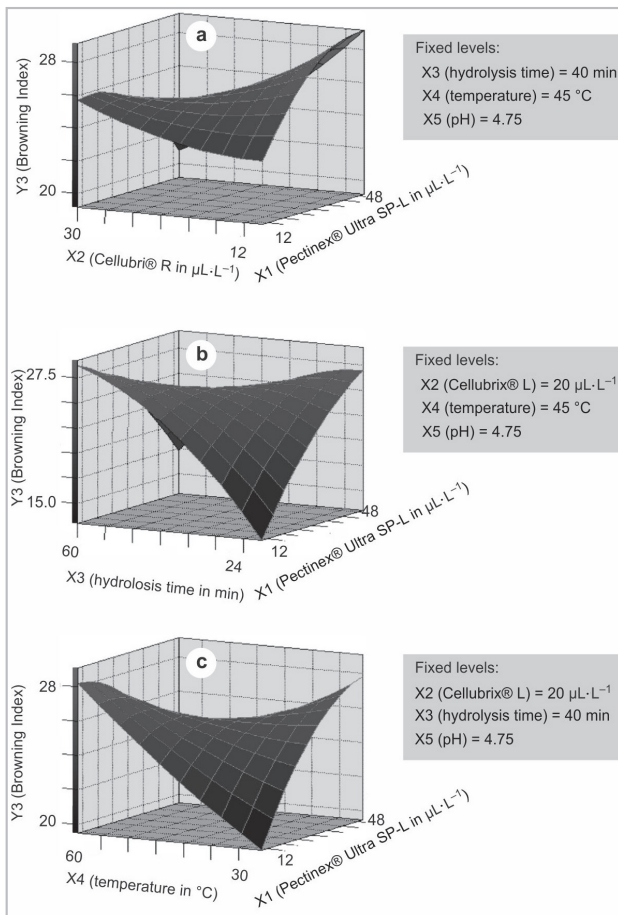 a
Y3 (Browning Index)
28
20
30
12
12
48
X2 (Cellubri® R in µL·L⁻¹)
X1 (Pectinex® Ultra SP-L in µL·L⁻¹)
Fixed levels:
X3 (hydrolysis time) = 40 min
X4 (temperature) = 45 °C
X5 (pH) = 4.75
b
Y3 (Browning Index)
27.5
15.0
60
24
12
48
X3 (hydrolosis time in min)
X1 (Pectinex® Ultra SP-L in µL·L⁻¹)
Fixed levels:
X2 (Cellubrix® L) = 20 µL·L⁻¹
X4 (temperature) = 45 °C
X5 (pH) = 4.75
c
Y3 (Browning Index)
28
20
60
30
12
48
X4 (temperature in °C)
X1 (Pectinex® Ultra SP-L in µL·L⁻¹)
Fixed levels:
X2 (Cellubrix® L) = 20 µL·L⁻¹
X3 (hydrolysis time) = 40 min
X5 (pH) = 4.75